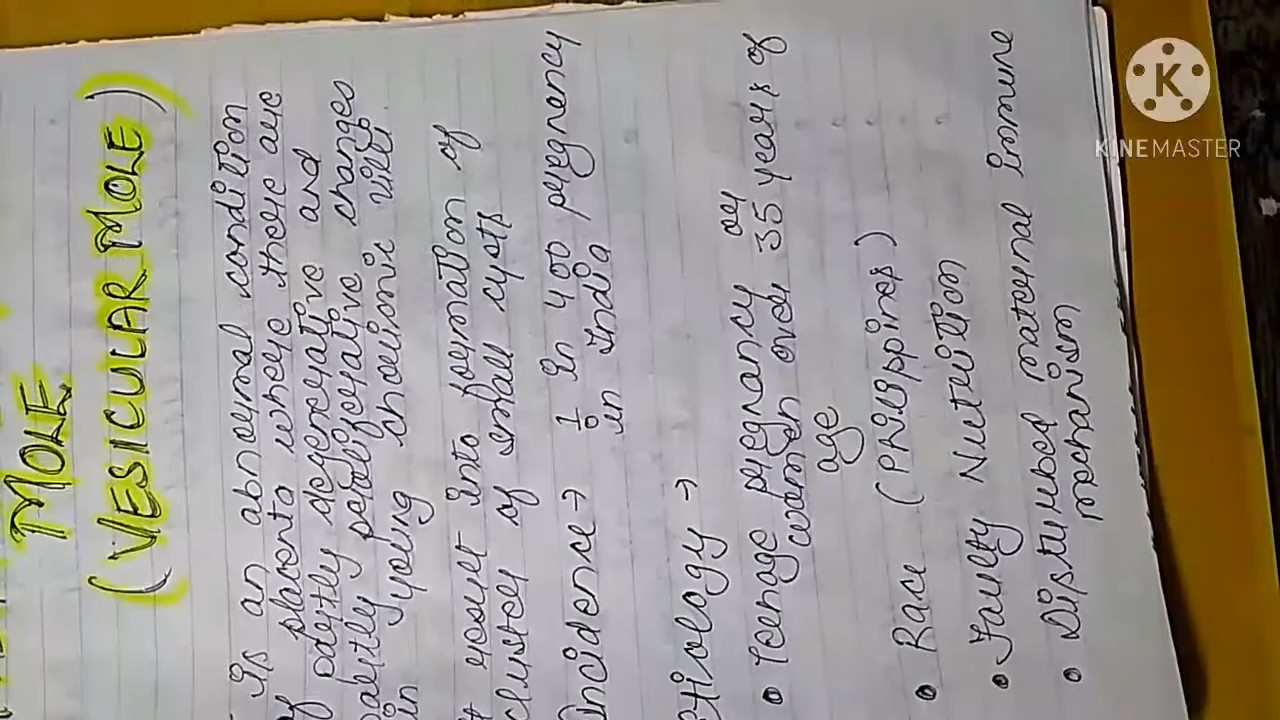 MOLE
(VESICULAR MOLE)
is an abnormal condition
of placenta where there are
partly degenerative and
partly proliferative changes
in young chorionic villi.
It result into formation of
cluster of small cysts
Incidence → 1/ in 400 pregnency
in India
etiology →
• Teenage pregnancy or
women over 35 years of
age
• Race (Philippines)
• Faulty Nutrition
• Disturbed maternal immune
mechanism
K
KINEMASTER